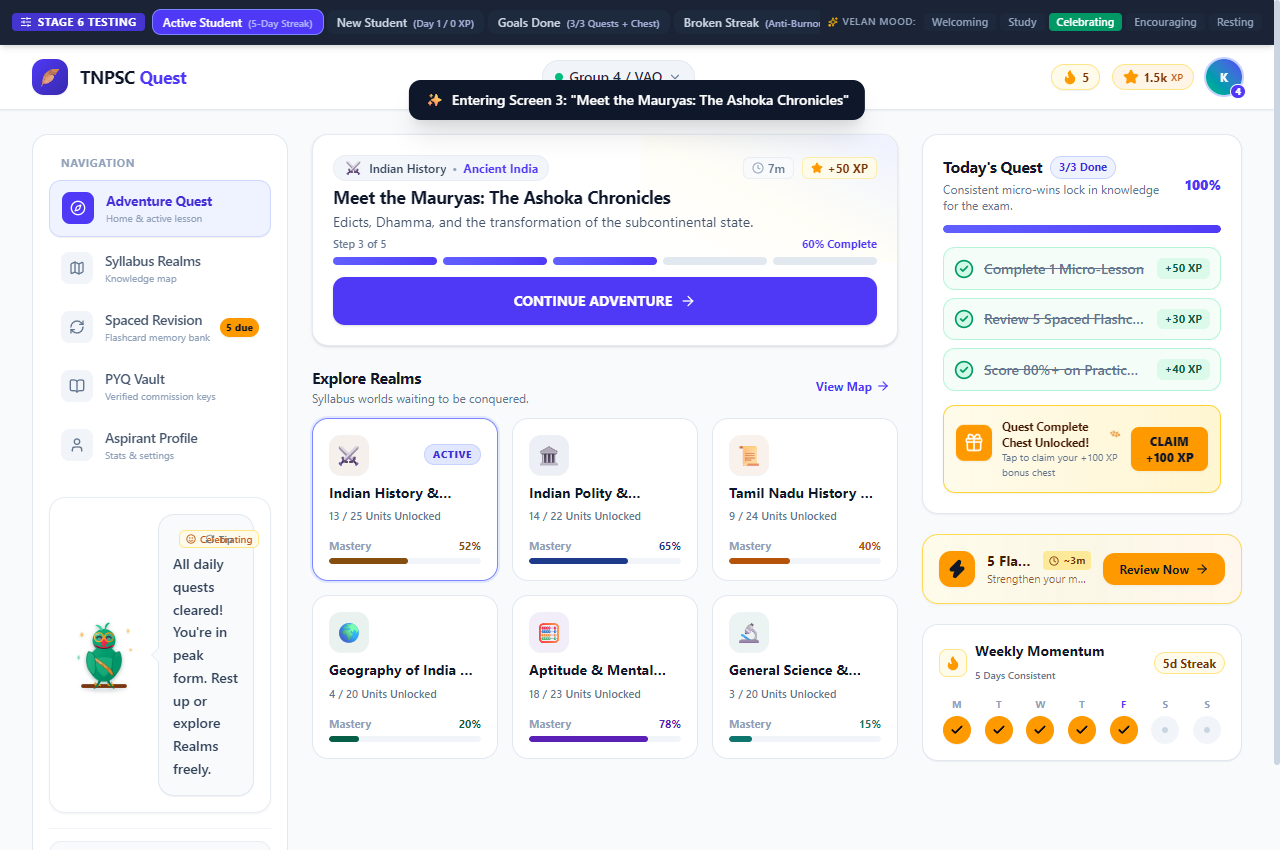 STAGE 6 TESTING
Active Student (5-Day Streak)
New Student (Day 1 / 0 XP)
Goals Done (3/3 Quests + Chest)
Broken Streak (Anti-Burnou
VELAN MOOD:
Welcoming
Study
Celebrating
Encouraging
Resting
TNPSC Quest
Group 4 / VAO
5
1.5k XP
K
4
Entering Screen 3: "Meet the Mauryas: The Ashoka Chronicles"
NAVIGATION
Adventure Quest
Home & active lesson
Syllabus Realms
Knowledge map
Spaced Revision
Flashcard memory bank
5 due
PYQ Vault
Verified commission keys
Aspirant Profile
Stats & settings
Celebrating
All daily
quests
cleared!
You're in
peak
form. Rest
up or
explore
Realms
freely.
Indian History • Ancient India
7m
+50 XP
Meet the Mauryas: The Ashoka Chronicles
Edicts, Dhamma, and the transformation of the subcontinental state.
Step 3 of 5
60% Complete
CONTINUE ADVENTURE
Explore Realms
Syllabus worlds waiting to be conquered.
View Map
ACTIVE
Indian History &...
13 / 25 Units Unlocked
Mastery 52%
Indian Polity &...
14 / 22 Units Unlocked
Mastery 65%
Tamil Nadu History ...
9 / 24 Units Unlocked
Mastery 40%
Geography of India ...
4 / 20 Units Unlocked
Mastery 20%
Aptitude & Mental...
18 / 23 Units Unlocked
Mastery 78%
General Science &...
3 / 20 Units Unlocked
Mastery 15%
Today's Quest
3/3 Done
Consistent micro-wins lock in knowledge
for the exam.
100%
Complete 1 Micro-Lesson
+50 XP
Review 5 Spaced Flashc...
+30 XP
Score 80%+ on Practic...
+40 XP
Quest Complete
Chest Unlocked!
Tap to claim your +100 XP
bonus chest
CLAIM
+100 XP
5 Fla...
~3m
Strengthen your m...
Review Now
Weekly Momentum
5 Days Consistent
5d Streak
M T W T F S S